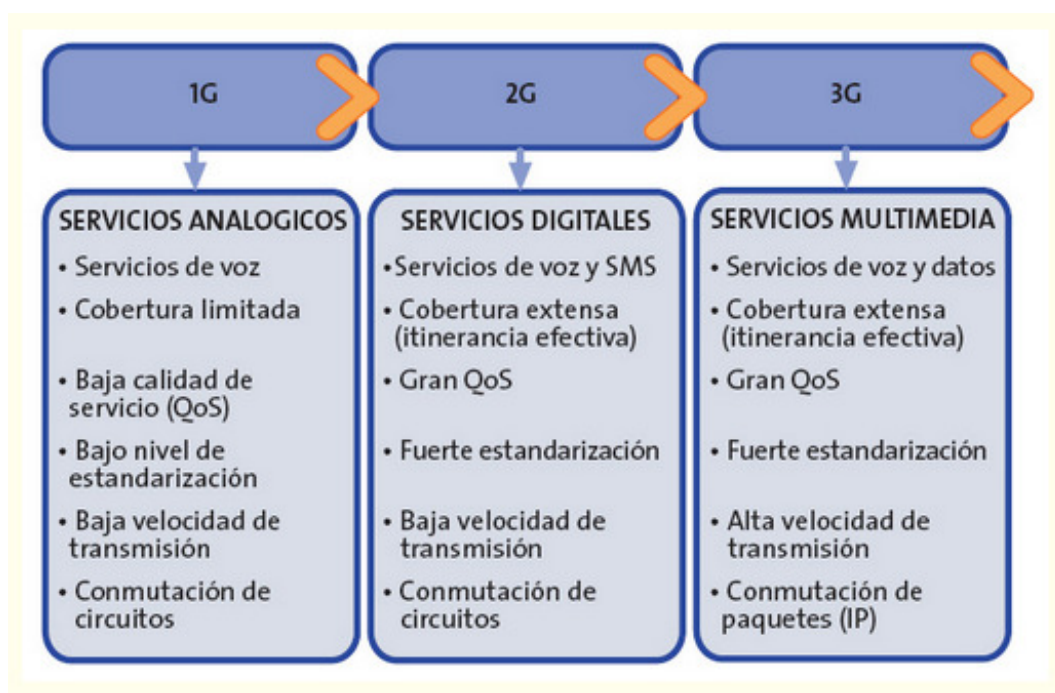 1G
2G
3G
SERVICIOS ANALOGICOS
• Servicios de voz
• Cobertura limitada
• Baja calidad de
servicio (QoS)
• Bajo nivel de
estandarización
• Baja velocidad de
transmisión
• Conmutación de
circuitos
SERVICIOS DIGITALES
•Servicios de voz y SMS
• Cobertura extensa
(itinerancia efectiva)
• Gran QoS
• Fuerte estandarización
• Baja velocidad de
transmisión
• Conmutación de
circuitos
SERVICIOS MULTIMEDIA
• Servicios de voz y datos
• Cobertura extensa
(itinerancia efectiva)
• Gran QoS
• Fuerte estandarización
• Alta velocidad de
transmisión
• Conmutación de
paquetes (IP)